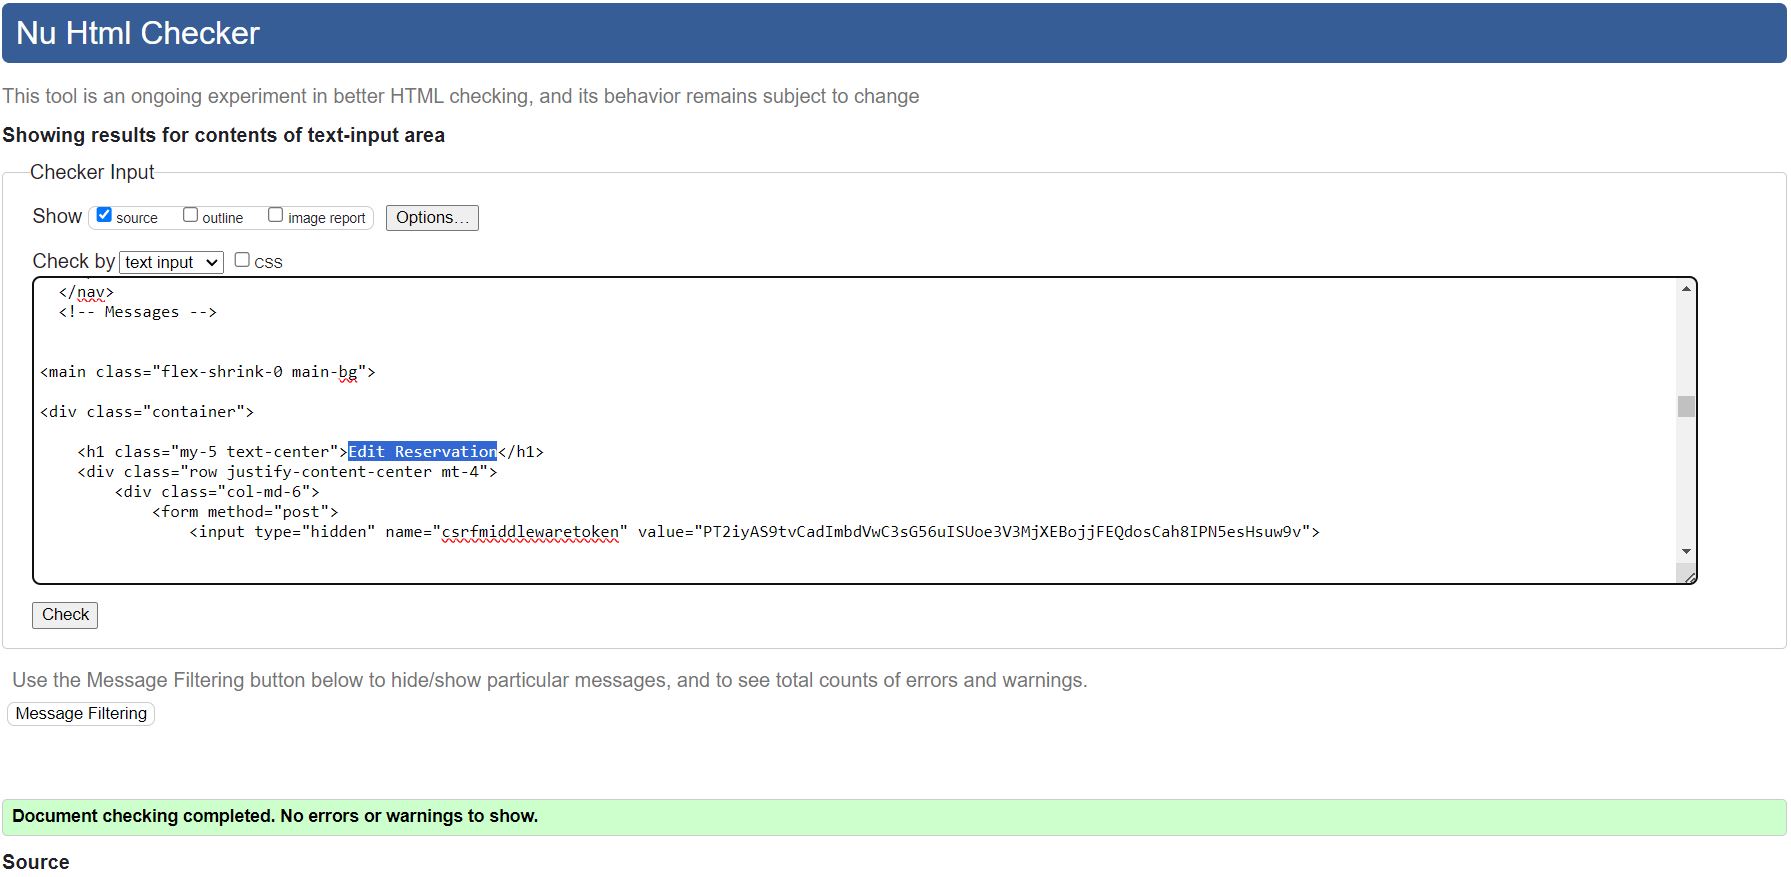 Nu Html Checker
This tool is an ongoing experiment in better HTML checking, and its behavior remains subject to change
Showing results for contents of text-input area
Checker Input
Show source outline image report Options...
Check by text input CSS
</nav>
<!-- Messages -->
<main class="flex-shrink-0 main-bg">
<div class="container">
<h1 class="my-5 text-center">Edit Reservation</h1>
<div class="row justify-content-center mt-4">
<div class="col-md-6">
<form method="post">
<input type="hidden" name="csrfmiddlewaretoken" value="PT2iyAS9tvCadImbdVwC3sG56uISUoe3V3MjXEBojjFEQdosCah8IPN5esHsuw9v">
Check
Use the Message Filtering button below to hide/show particular messages, and to see total counts of errors and warnings.
Message Filtering
Document checking completed. No errors or warnings to show.
Source